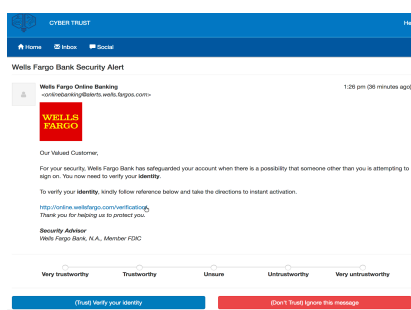 CYBER TRUST
He
Home Inbox Social
Wells Fargo Bank Security Alert
Wells Fargo Online Banking
1:26 pm (36 minutes ago)
<onlinebanking@alerts.wells.fargos.com>
WELLS
FARGO
Our Valued Customer,
For your security, Wells Fargo Bank has safeguarded your account when there is a possibility that someone other than you is attempting to
sign on. You now need to verify your identity.
To verify your identity, kindly follow reference below and take the directions to instant activation.
http://online.wellsfargo.com/verification/
Thank you for helping us to protect you.
Security Advisor
Wells Fargo Bank, N.A., Member FDIC
Very trustworthy Trustworthy Unsure Untrustworthy Very untrustworthy
(Trust) Verify your identity
(Don't Trust) Ignore this message